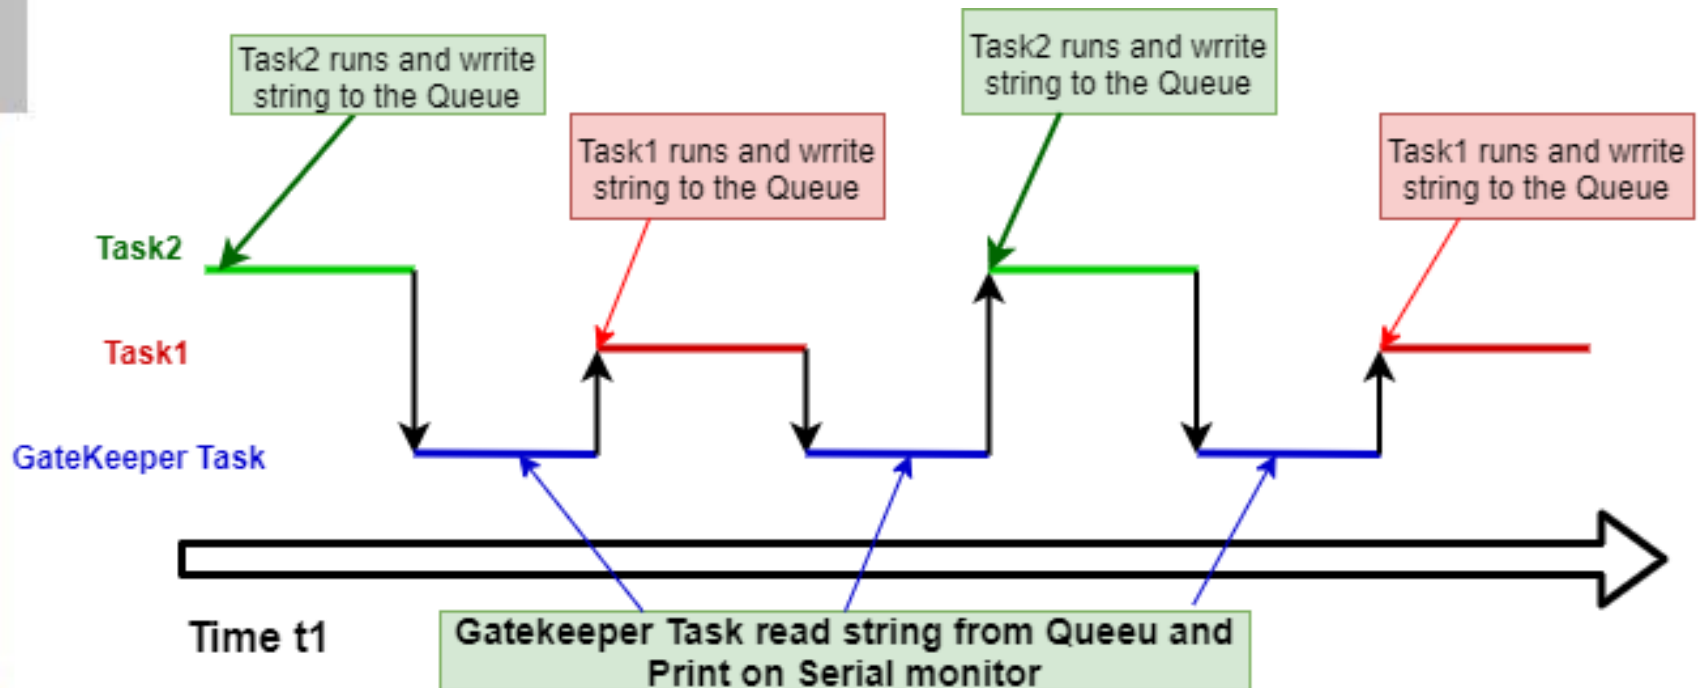 Task2 runs and wrrite
string to the Queue
Task2 runs and wrrite
string to the Queue
Task1 runs and wrrite
string to the Queue
Task1 runs and wrrite
string to the Queue
Task2
Task1
GateKeeper Task
Time t1
Gatekeeper Task read string from Queeu and
Print on Serial monitor